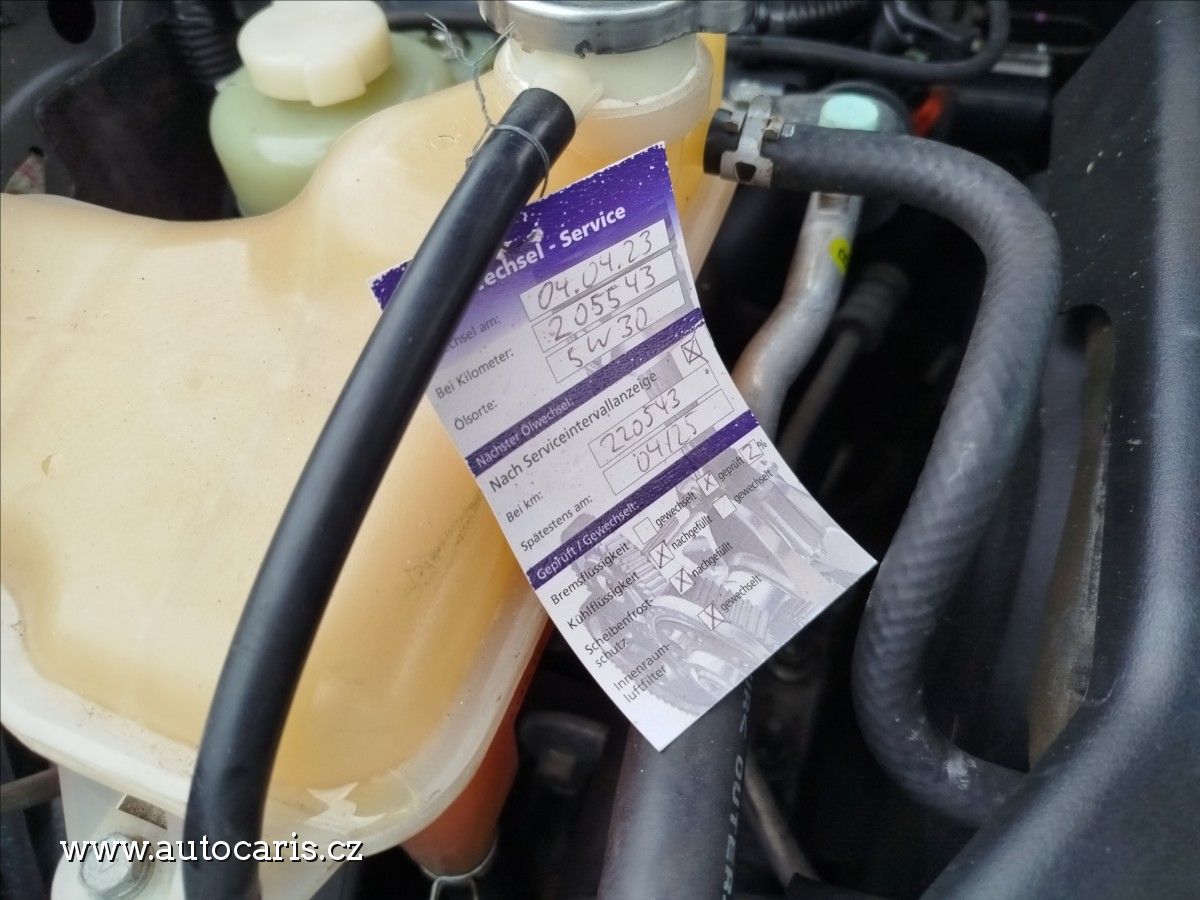 echsel - Service
chsel am: 04.04.23
Bei Kilometer: 205543
Ölsorte: 5W30
Nächster Ölwechsel:
Nach Serviceintervallanzeige X
Bei km: 220543
Spätestens am: 04/25
Geprüft / Gewechselt:
Bremsflüssigkeit gewechselt X geprüft 2%
Kühlflüssigkeit X nachgefüllt gewechselt
Scheibenfrost- X nachgefüllt
schutz
Innenraum- X gewechselt
luftfilter
www.autocaris.cz